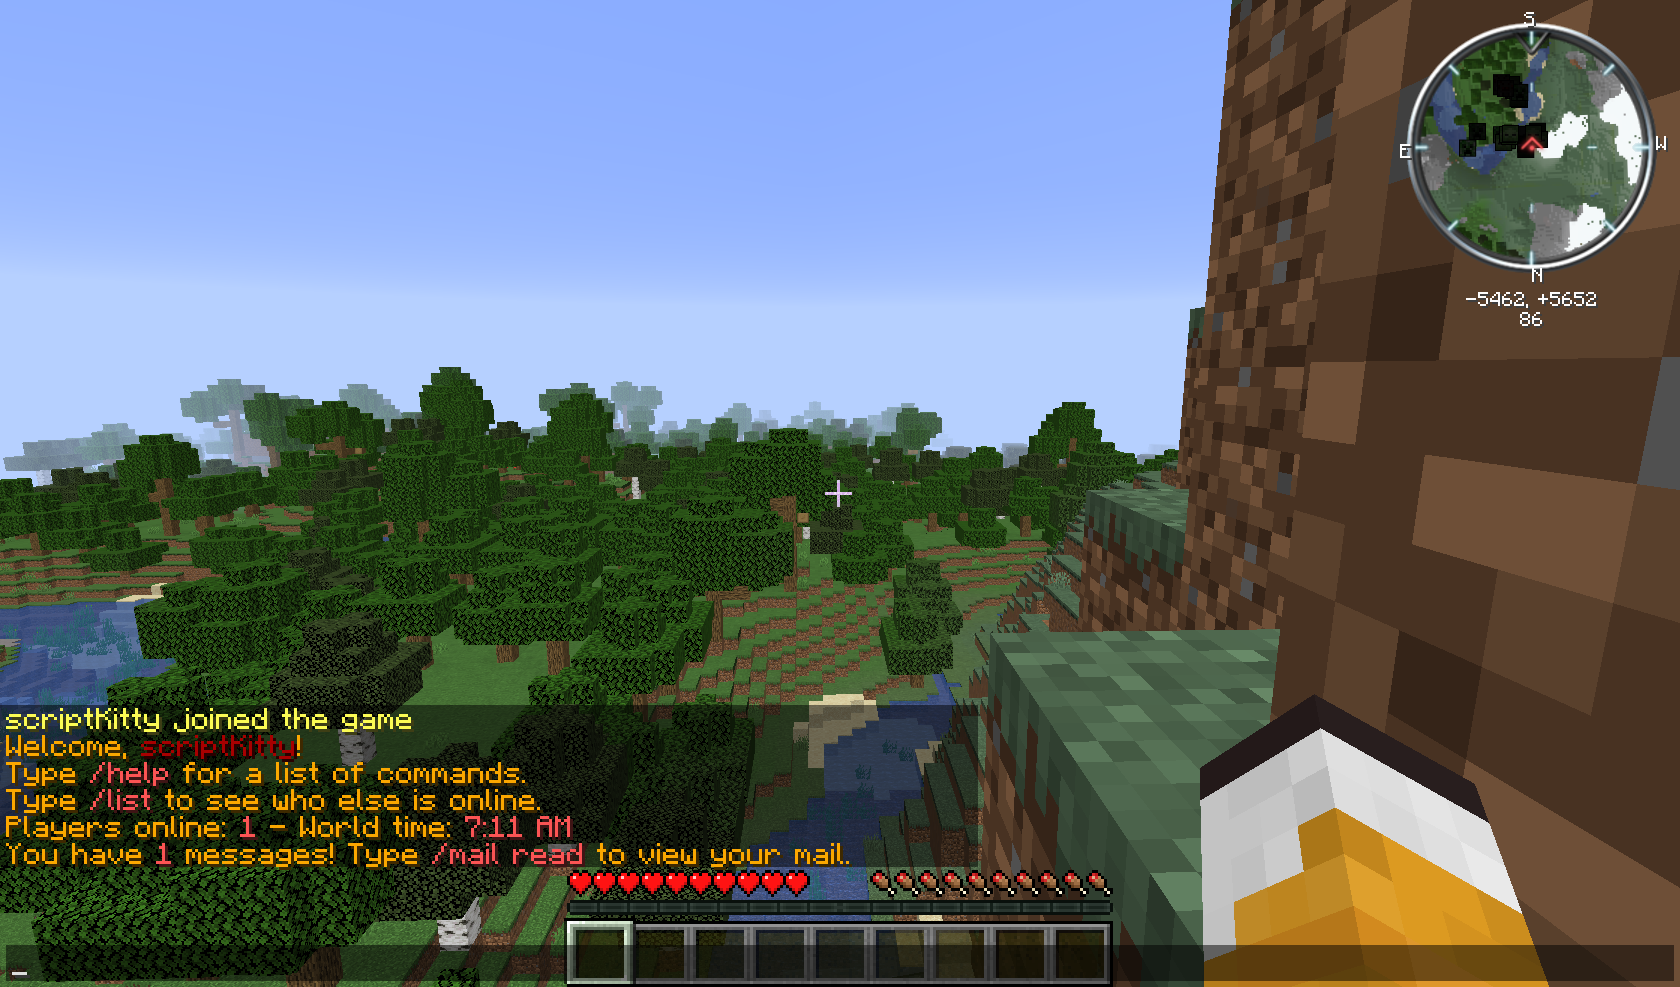 S
E
W
N
-5462, +5652
86
scriptKitty joined the game
Welcome, scriptKitty!
Type /help for a list of commands.
Type /list to see who else is online.
Players online: 1 - World time: 7:11 AM
You have 1 messages! Type /mail read to view your mail.
_